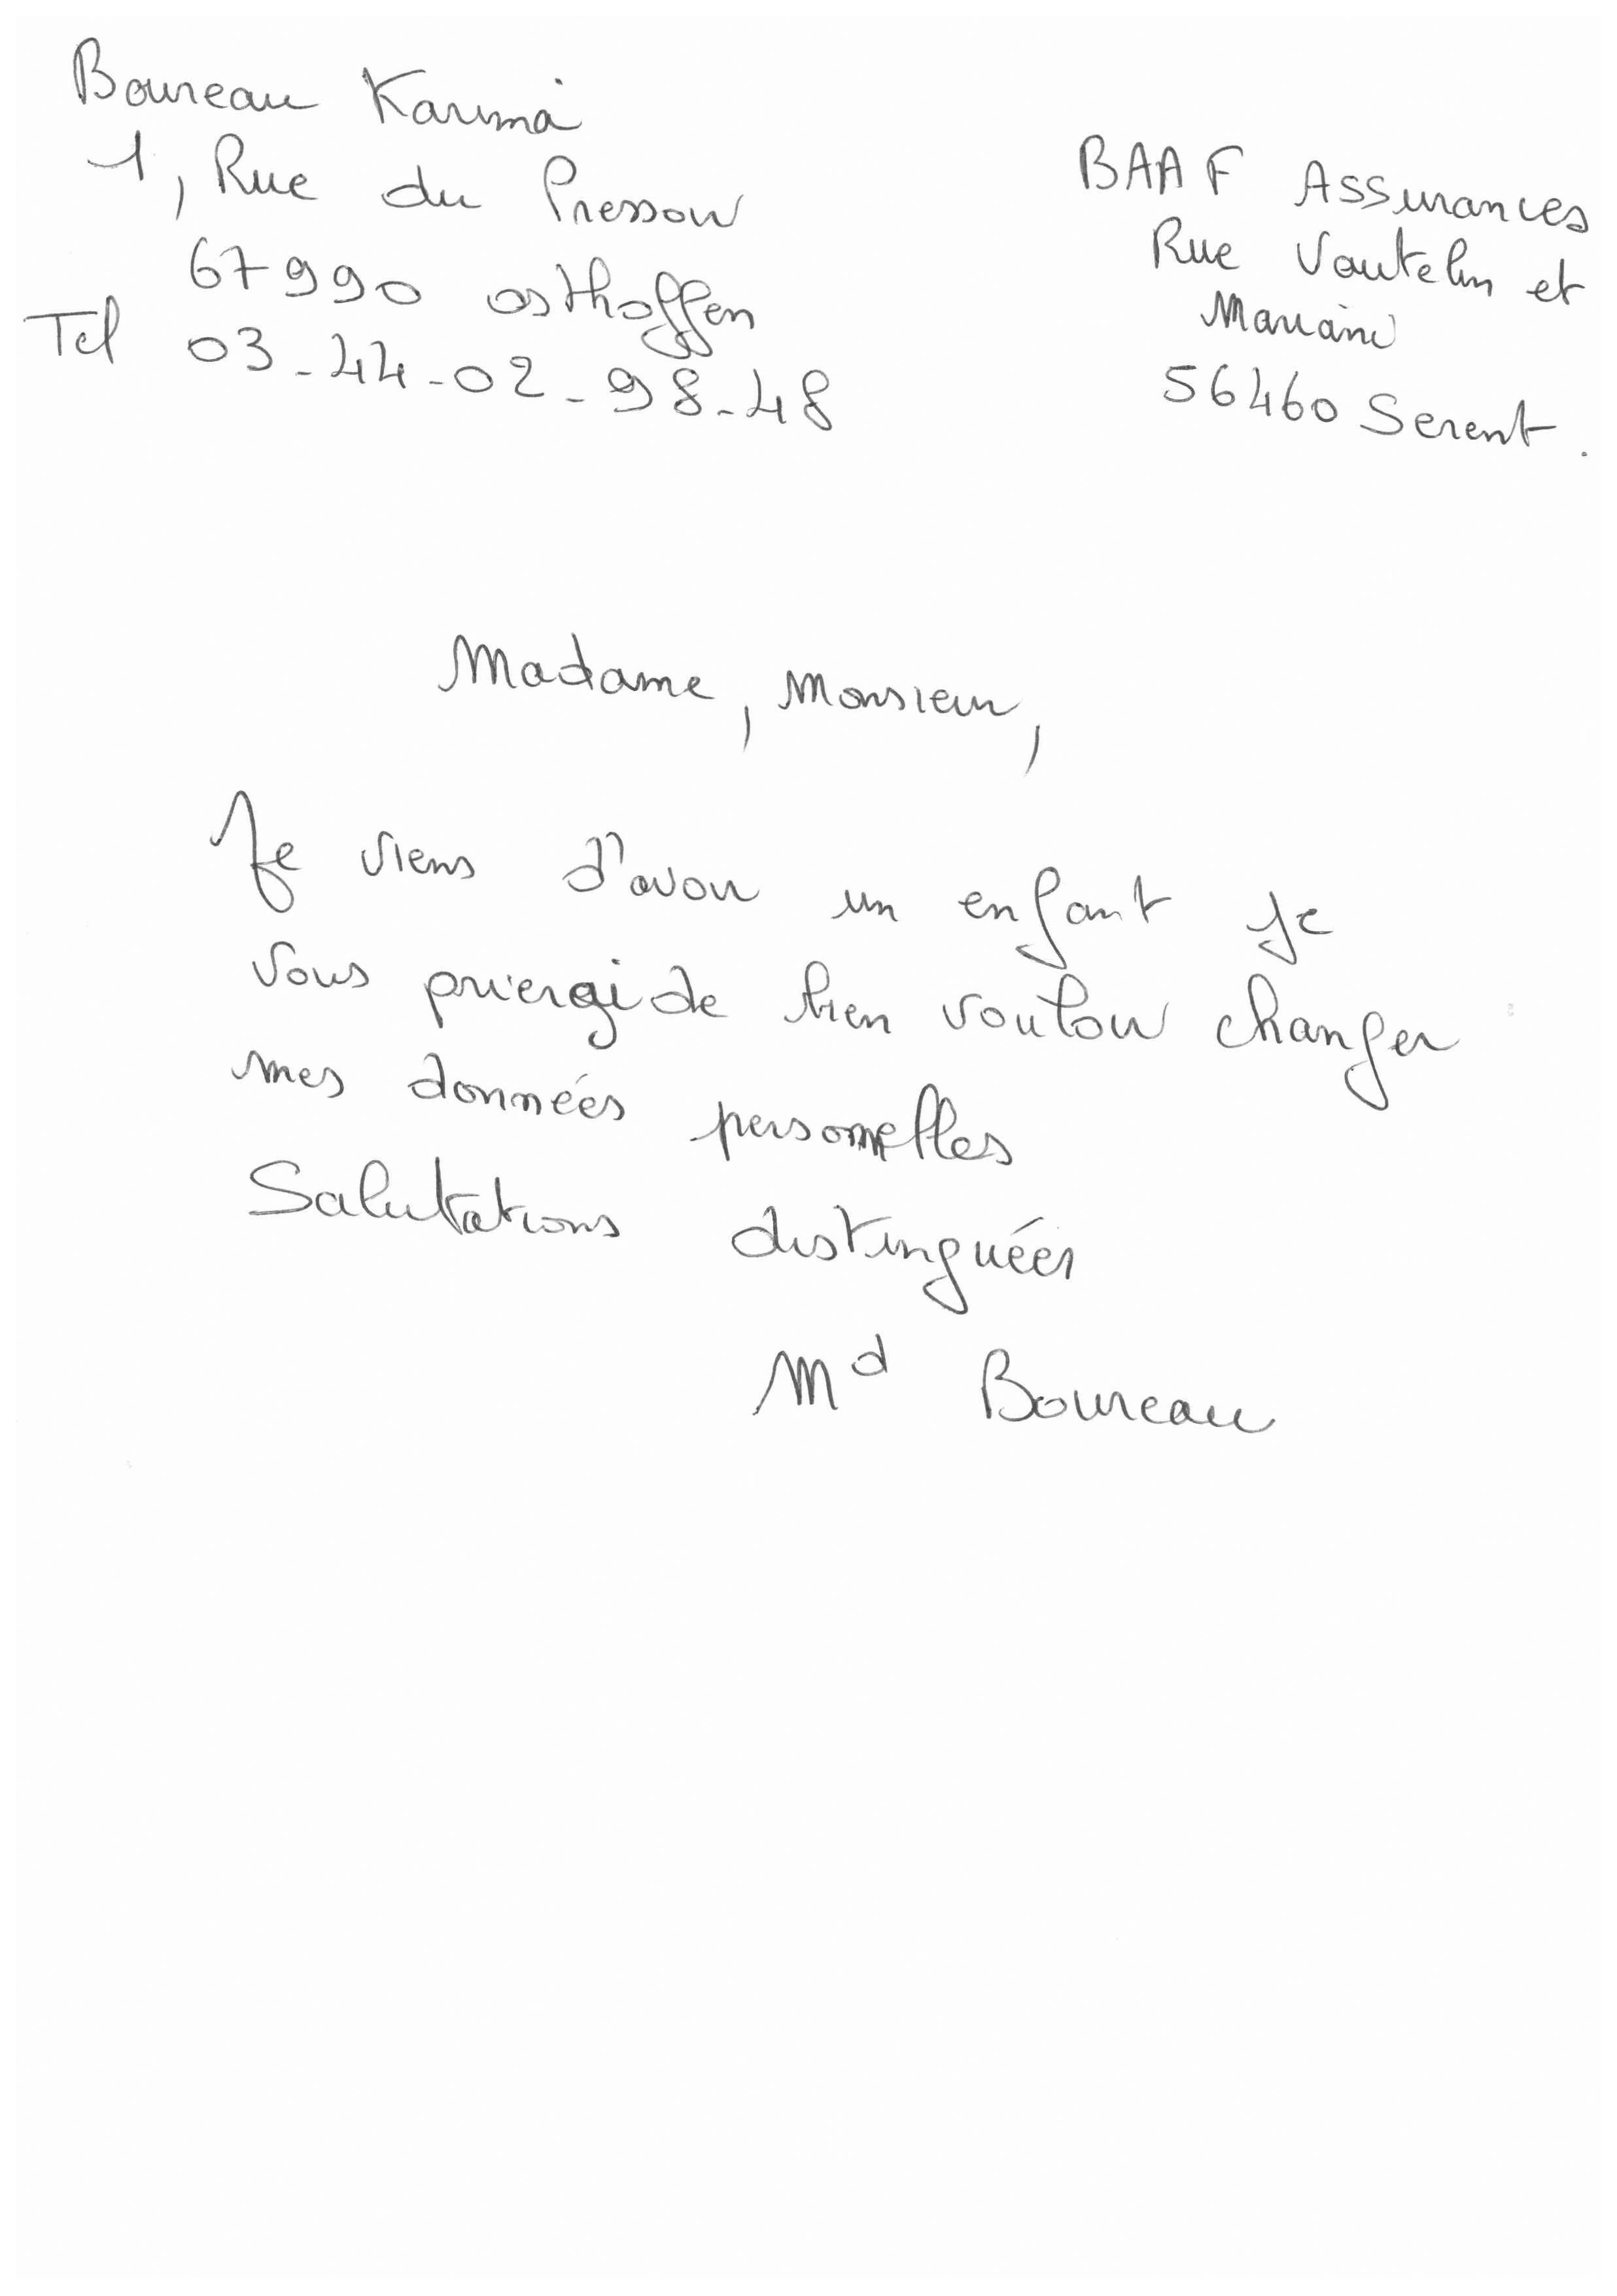 Boureau Karima
1, Rue du Pressoir
67990 osthoffen
Tel 03-44-02-98-48
BAAF Assurances
Rue Vautelin et
Mariani
56460 Serent.
Madame, Monsieur,
Je viens d'avoir un enfant je
vous prierai de bien vouloir changer
mes données personnelles
Salutations distinguées
Md Boureau